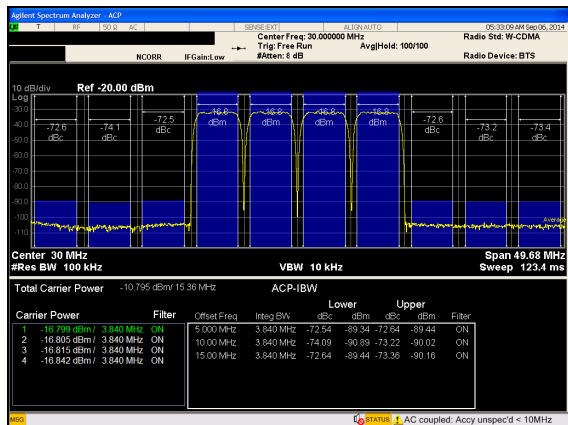 Agilent Spectrum Analyzer - ACP
T RF 50 Ω AC SENSE:EXT ALIGN AUTO 05:33:09 AM Sep 06, 2014
Center Freq: 30.000000 MHz Radio Std: W-CDMA
Trig: Free Run Avg|Hold: 100/100
NCORR IFGain:Low #Atten: 8 dB Radio Device: BTS
10 dB/div Ref -20.00 dBm
Log
-30.0
-40.0
-50.0
-60.0
-70.0
-80.0
-90.0
-100
-110
-72.6 dBc
-74.1 dBc
-72.5 dBc
-16.8 dBm
-16.8 dBm
-16.8 dBm
-16.8 dBm
-72.6 dBc
-73.2 dBc
-73.4 dBc
Average
Center 30 MHz Span 49.68 MHz
#Res BW 100 kHz VBW 10 kHz Sweep 123.4 ms
Total Carrier Power -10.795 dBm/ 15.36 MHz ACP-IBW
Lower Upper
Carrier Power Filter Offset Freq Integ BW dBc dBm dBc dBm Filter
1 -16.799 dBm / 3.840 MHz ON 5.000 MHz 3.840 MHz -72.54 -89.34 -72.64 -89.44 ON
2 -16.805 dBm / 3.840 MHz ON 10.00 MHz 3.840 MHz -74.09 -90.89 -73.22 -90.02 ON
3 -16.815 dBm / 3.840 MHz ON 15.00 MHz 3.840 MHz -72.64 -89.44 -73.36 -90.16 ON
4 -16.842 dBm / 3.840 MHz ON
MSG STATUS AC coupled: Accy unspec'd < 10MHz